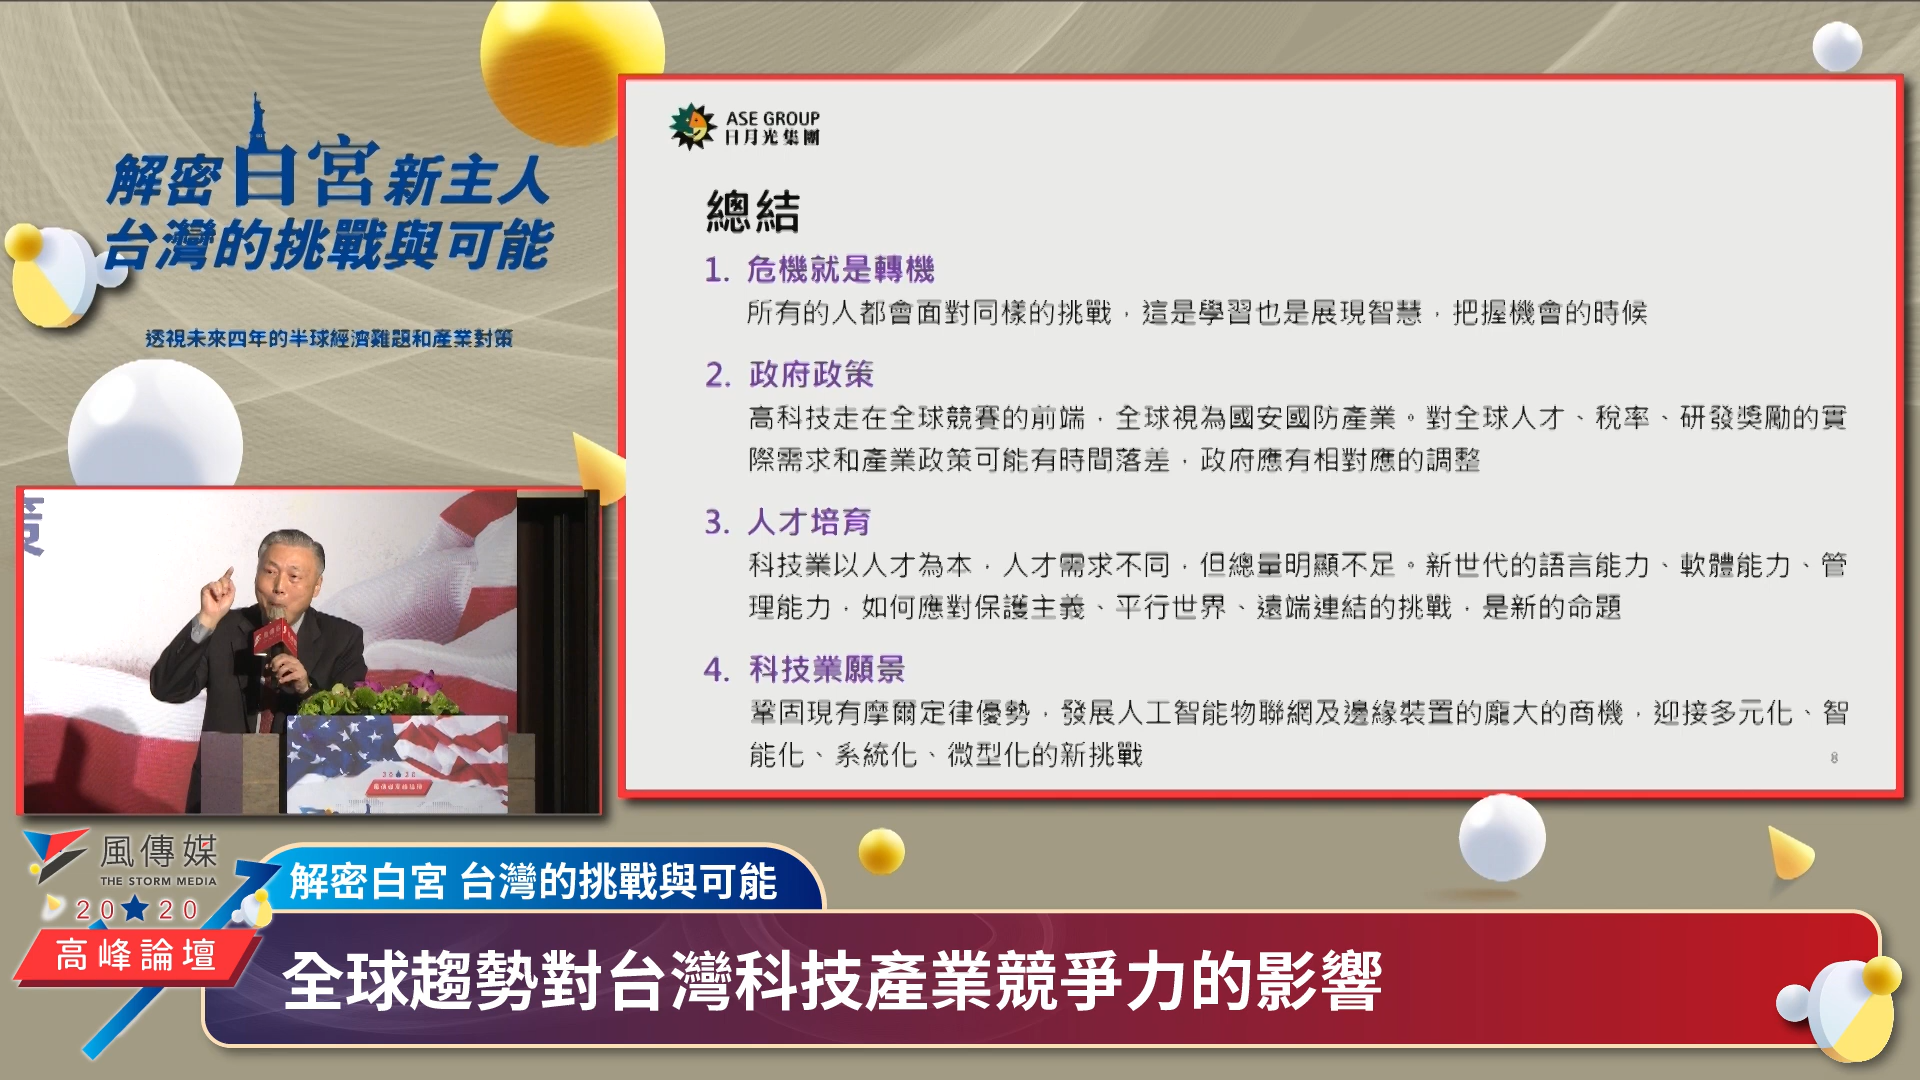 解密白宮新主人
台灣的挑戰與可能
透視未來四年的半球經濟難題和產業對策
ASE GROUP
日月光集團
總結
1. 危機就是轉機
所有的人都會面對同樣的挑戰，這是學習也是展現智慧，把握機會的時候
2. 政府政策
高科技走在全球競賽的前端，全球視為國安國防產業。對全球人才、稅率、研發獎勵的實
際需求和產業政策可能有時間落差，政府應有相對應的調整
3. 人才培育
科技業以人才為本，人才需求不同，但總量明顯不足。新世代的語言能力、軟體能力、管
理能力，如何應對保護主義、平行世界、遠端連結的挑戰，是新的命題
4. 科技業願景
鞏固現有摩爾定律優勢，發展人工智能物聯網及邊緣裝置的龐大的商機，迎接多元化、智
能化、系統化、微型化的新挑戰
8
策
2020
風傳媒
THE STORM MEDIA
2020
高峰論壇
解密白宮 台灣的挑戰與可能
全球趨勢對台灣科技產業競爭力的影響